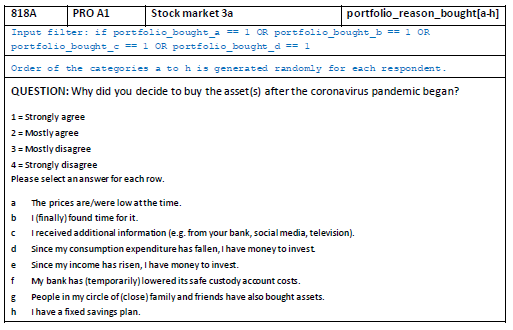 818A PRO A1 Stock market 3a portfolio_reason_bought[a-h]
Input filter: if portfolio_bought_a == 1 OR portfolio_bought_b == 1 OR
portfolio_bought_c == 1 OR portfolio_bought_d == 1
Order of the categories a to h is generated randomly for each respondent.
QUESTION: Why did you decide to buy the asset(s) after the coronavirus pandemic began?
1 = Strongly agree
2 = Mostly agree
3 = Mostly disagree
4 = Strongly disagree
Please select an answer for each row.
a The prices are/were low at the time.
b I (finally) found time for it.
c I received additional information (e.g. from your bank, social media, television).
d Since my consumption expenditure has fallen, I have money to invest.
e Since my income has risen, I have money to invest.
f My bank has (temporarily) lowered its safe custody account costs.
g People in my circle of (close) family and friends have also bought assets.
h I have a fixed savings plan.